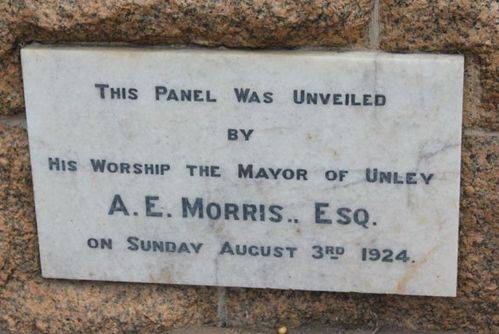 THIS PANEL WAS UNVEILED
BY
HIS WORSHIP THE MAYOR OF UNLEY
A. E. MORRIS., ESQ.
ON SUNDAY AUGUST 3RD 1924.